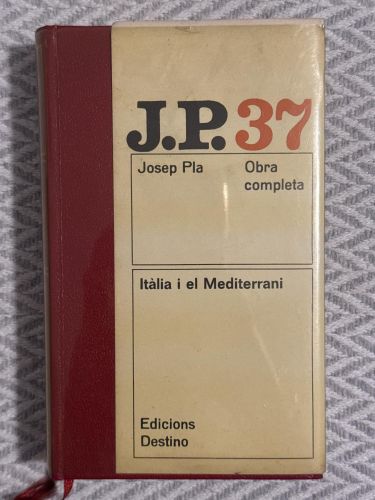 J.P.37
Josep Pla Obra
completa
Itàlia i el Mediterrani
Edicions
Destino